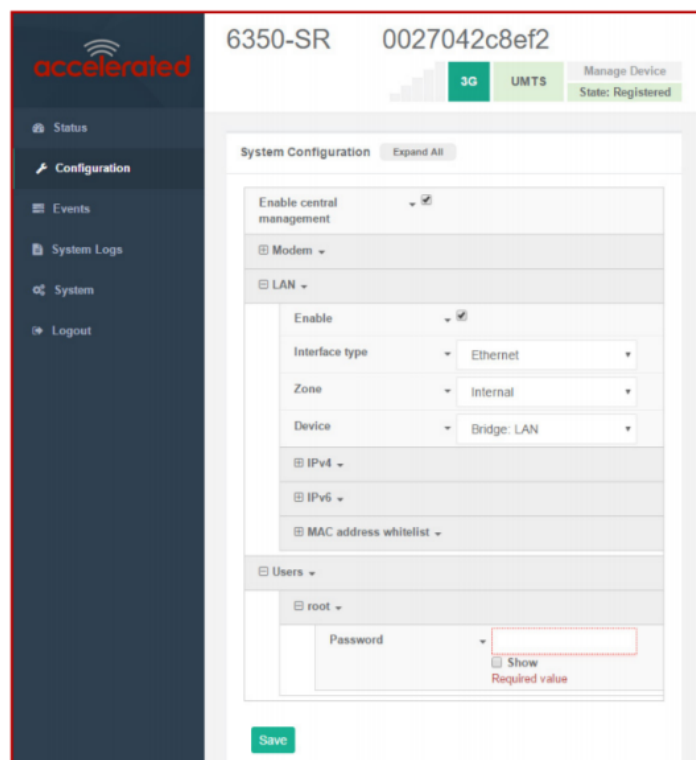 accelerated
6350-SR 0027042c8ef2
3G UMTS Manage Device
State: Registered
Status
Configuration
Events
System Logs
System
Logout
System Configuration Expand All
Enable central
management
Modem
LAN
Enable
Interface type Ethernet
Zone Internal
Device Bridge: LAN
IPv4
IPv6
MAC address whitelist
Users
root
Password
Show
Required value
Save